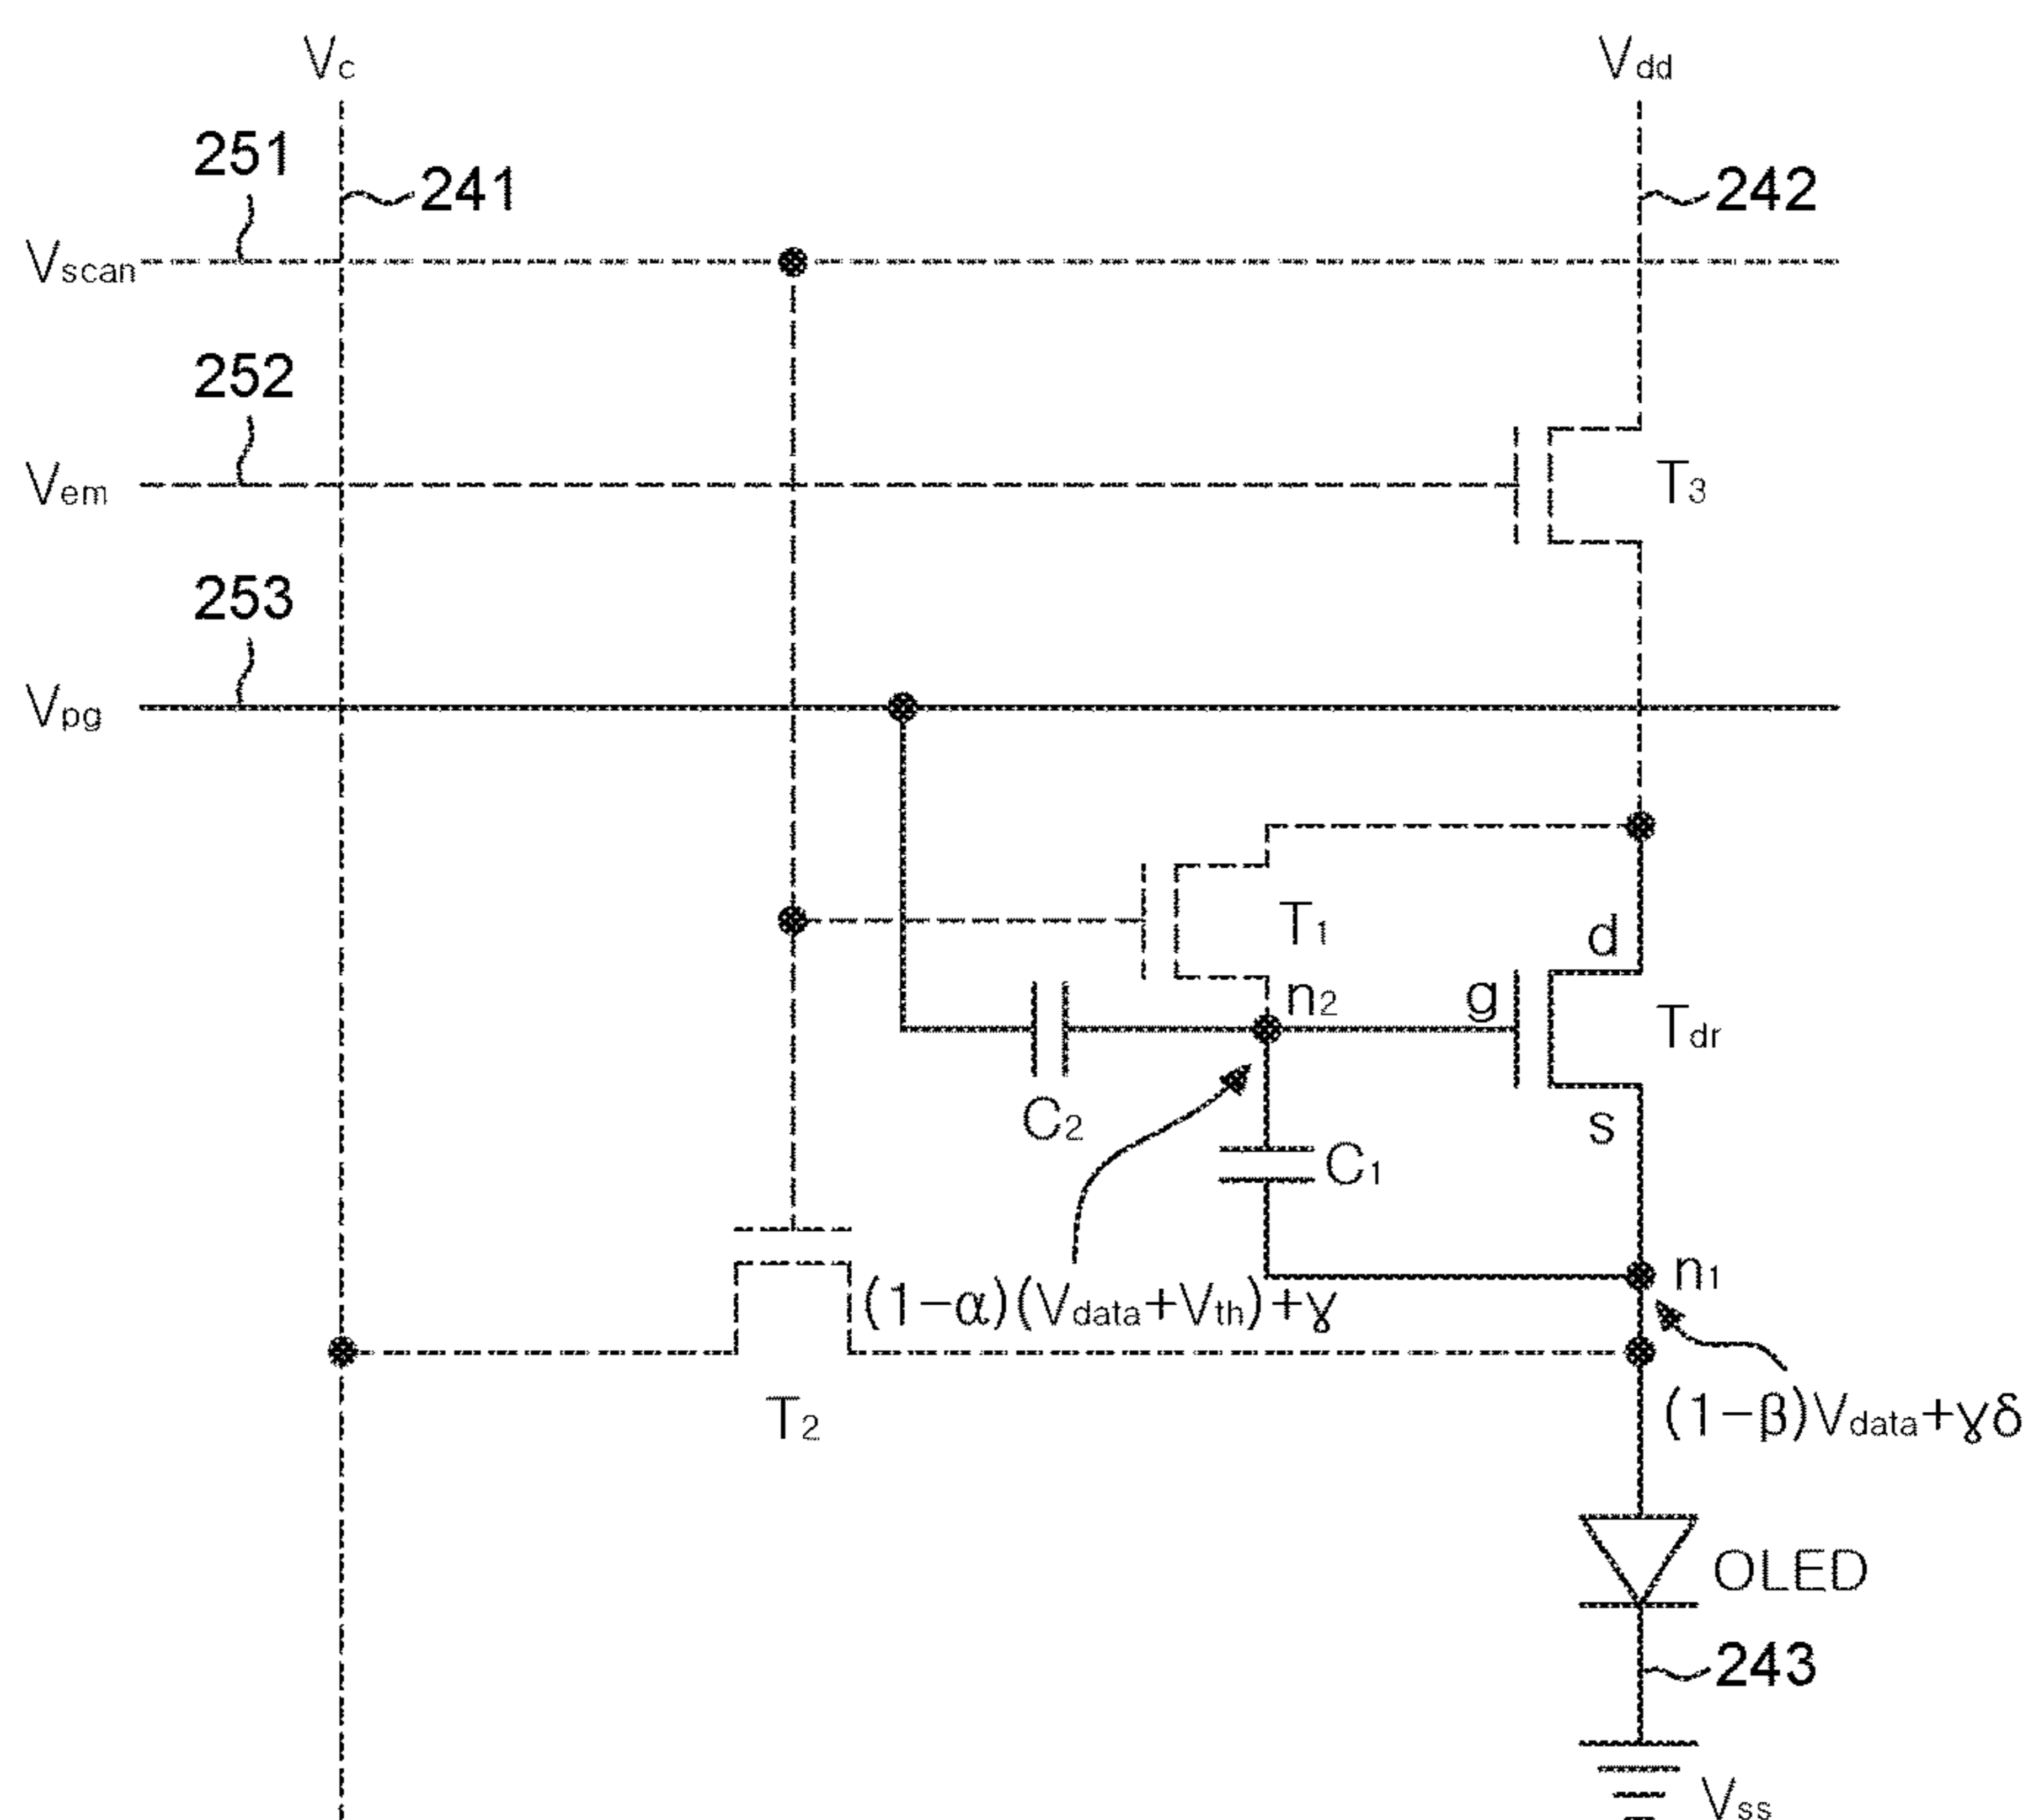 Vc
Vdd
251
241
242
Vscan
252
Vem
T3
253
Vpg
T1
d
n2
g
Tdr
C2
s
C1
n1
(1-α)(Vdata+Vth)+γ
T2
(1-β)Vdata+γδ
OLED
243
Vss